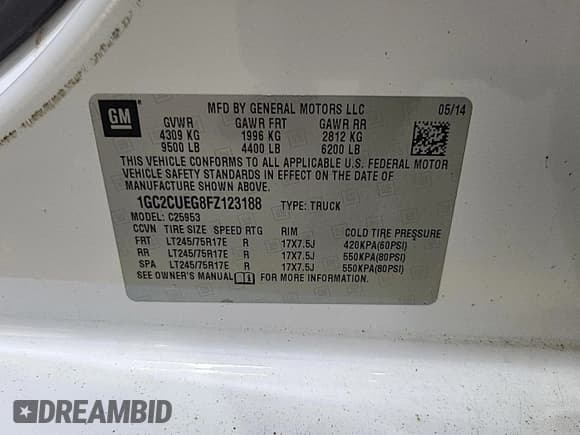 GM
MFD BY GENERAL MOTORS LLC 05/14
GVWR GAWR FRT GAWR RR
4309 KG 1996 KG 2812 KG
9500 LB 4400 LB 6200 LB
THIS VEHICLE CONFORMS TO ALL APPLICABLE U.S. FEDERAL MOTOR
VEHICLE SAFETY STANDARDS IN EFFECT ON THE DATE OF
MANUFACTURE SHOWN ABOVE.
1GC2CUEG8FZ123188 TYPE: TRUCK
MODEL: C25953
CCVN TIRE SIZE SPEED RTG RIM COLD TIRE PRESSURE
FRT LT245/75R17E R 17X7.5J 420KPA(60PSI)
RR LT245/75R17E R 17X7.5J 550KPA(80PSI)
SPA LT245/75R17E R 17X7.5J 550KPA(80PSI)
SEE OWNER'S MANUAL FOR MORE INFORMATION.
DREAMBID